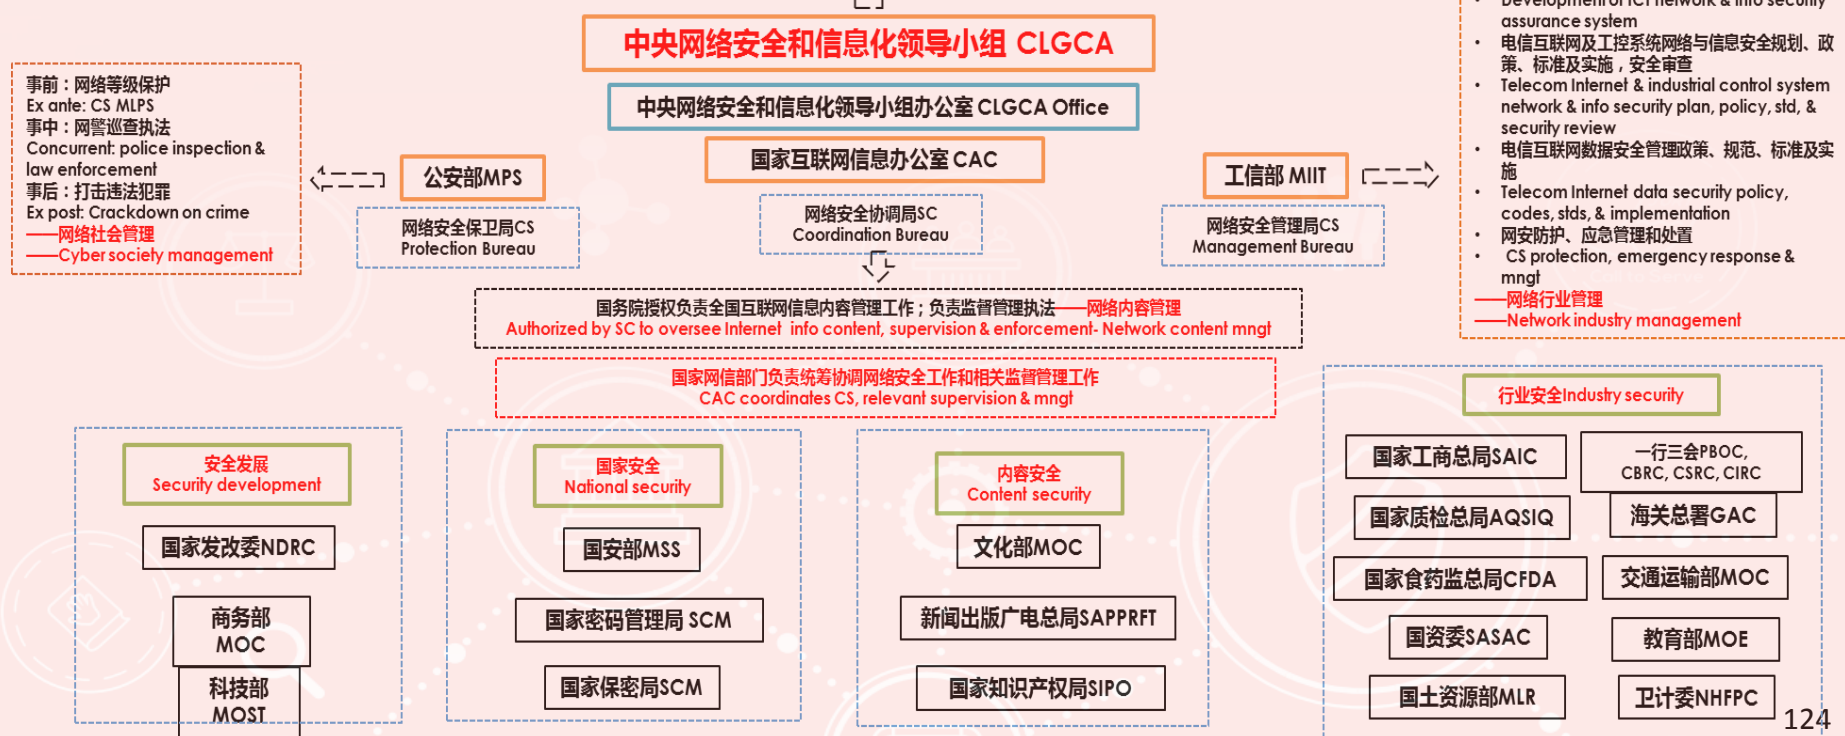 中央网络安全和信息化领导小组 CLGCA
中央网络安全和信息化领导小组办公室 CLGCA Office
国家互联网信息办公室 CAC
网络安全协调局SC
Coordination Bureau
事前：网络等级保护
Ex ante: CS MLPS
事中：网警巡查执法
Concurrent: police inspection &
law enforcement
事后：打击违法犯罪
Ex post: Crackdown on crime
——网络社会管理
——Cyber society management
公安部MPS
网络安全保卫局CS
Protection Bureau
工信部 MIIT
网络安全管理局CS
Management Bureau
• Development of ICT network & info security
assurance system
• 电信互联网及工控系统网络与信息安全规划、政
策、标准及实施，安全审查
• Telecom Internet & industrial control system
network & info security plan, policy, std, &
security review
• 电信互联网数据安全管理政策、规范、标准及实
施
• Telecom Internet data security policy,
codes, stds, & implementation
• 网安防护、应急管理和处置
• CS protection, emergency response &
mngt
——网络行业管理
——Network industry management
国务院授权负责全国互联网信息内容管理工作；负责监督管理执法——网络内容管理
Authorized by SC to oversee Internet info content, supervision & enforcement- Network content mngt
国家网信部门负责统筹协调网络安全工作和相关监督管理工作
CAC coordinates CS, relevant supervision & mngt
安全发展
Security development
国家发改委NDRC
商务部
MOC
科技部
MOST
国家安全
National security
国安部MSS
国家密码管理局 SCM
国家保密局SCM
内容安全
Content security
文化部MOC
新闻出版广电总局SAPPRFT
国家知识产权局SIPO
行业安全Industry security
国家工商总局SAIC
一行三会PBOC,
CBRC, CSRC, CIRC
国家质检总局AQSIQ
海关总署GAC
国家食药监总局CFDA
交通运输部MOC
国资委SASAC
教育部MOE
国土资源部MLR
卫计委NHFPC
124